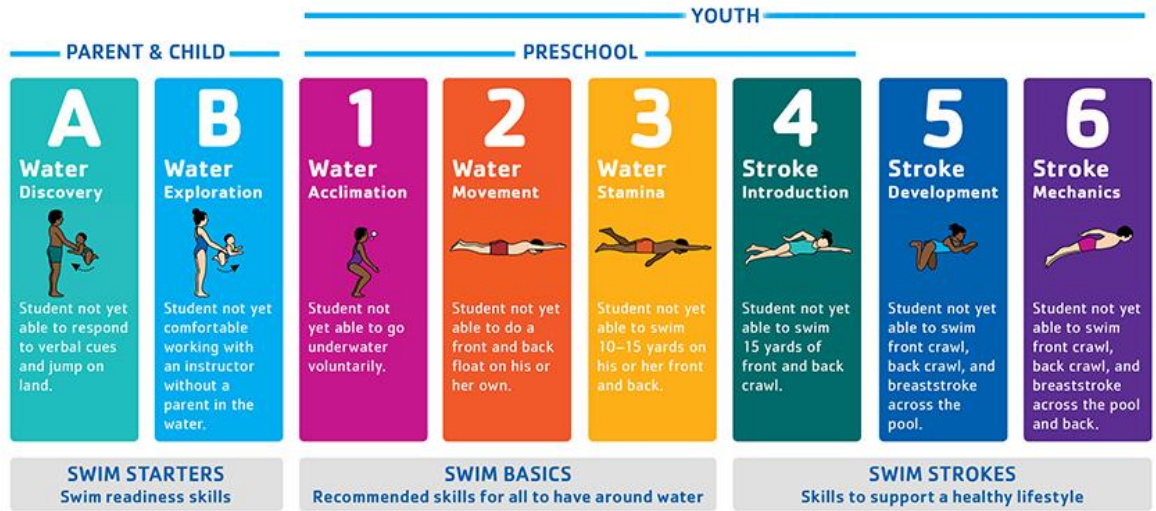 YOUTH
PARENT & CHILD
PRESCHOOL
A
Water
Discovery
Student not yet
able to respond
to verbal cues
and jump on
land.
B
Water
Exploration
Student not yet
comfortable
working with
an instructor
without a
parent in the
water.
1
Water
Acclimation
Student not
yet able to go
underwater
voluntarily.
2
Water
Movement
Student not yet
able to do a
front and back
float on his or
her own.
3
Water
Stamina
Student not yet
able to swim
10–15 yards on
his or her front
and back.
4
Stroke
Introduction
Student not yet
able to swim
15 yards of
front and back
crawl.
5
Stroke
Development
Student not yet
able to swim
front crawl,
back crawl, and
breaststroke
across the
pool.
6
Stroke
Mechanics
Student not yet
able to swim
front crawl,
back crawl, and
breaststroke
across the pool
and back.
SWIM STARTERS
Swim readiness skills
SWIM BASICS
Recommended skills for all to have around water
SWIM STROKES
Skills to support a healthy lifestyle